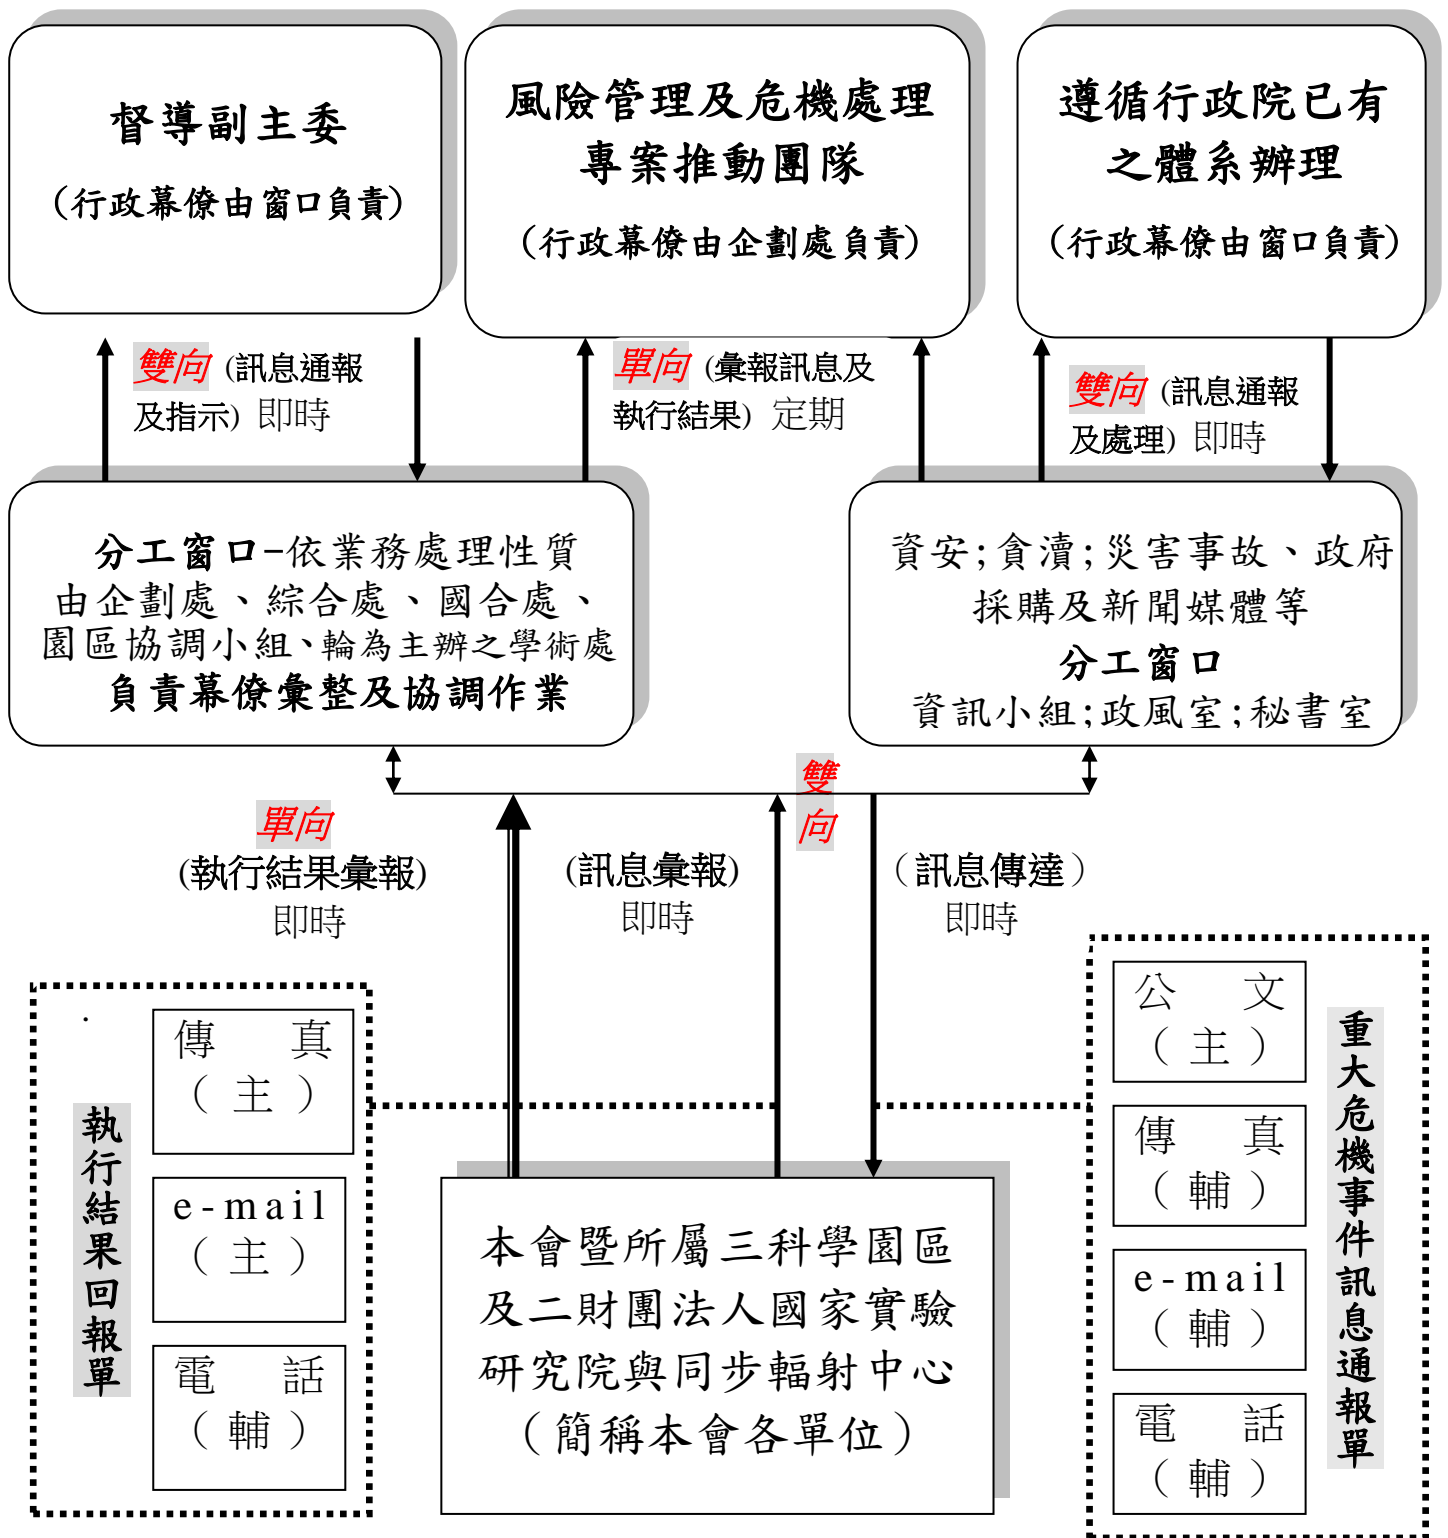 督導副主委
（行政幕僚由窗口負責）
風險管理及危機處理
專案推動團隊
（行政幕僚由企劃處負責）
遵循行政院已有
之體系辦理
（行政幕僚由窗口負責）
雙向 (訊息通報
及指示) 即時
單向 (彙報訊息及
執行結果) 定期
雙向 (訊息通報
及處理) 即時
分工窗口-依業務處理性質
由企劃處、綜合處、國合處、
園區協調小組、輪為主辦之學術處
負責幕僚彙整及協調作業
資安;貪瀆;災害事故、政府
採購及新聞媒體等
分工窗口
資訊小組;政風室;秘書室
單向
(執行結果彙報)
即時
(訊息彙報)
即時
雙
向
（訊息傳達）
即時
.
執行結果回報單
傳 真
（主）
e-mail
（主）
電 話
（輔）
本會暨所屬三科學園區
及二財團法人國家實驗
研究院與同步輻射中心
（簡稱本會各單位）
公 文
（主）
傳 真
（輔）
e-mail
（輔）
電 話
（輔）
重大危機事件訊息通報單